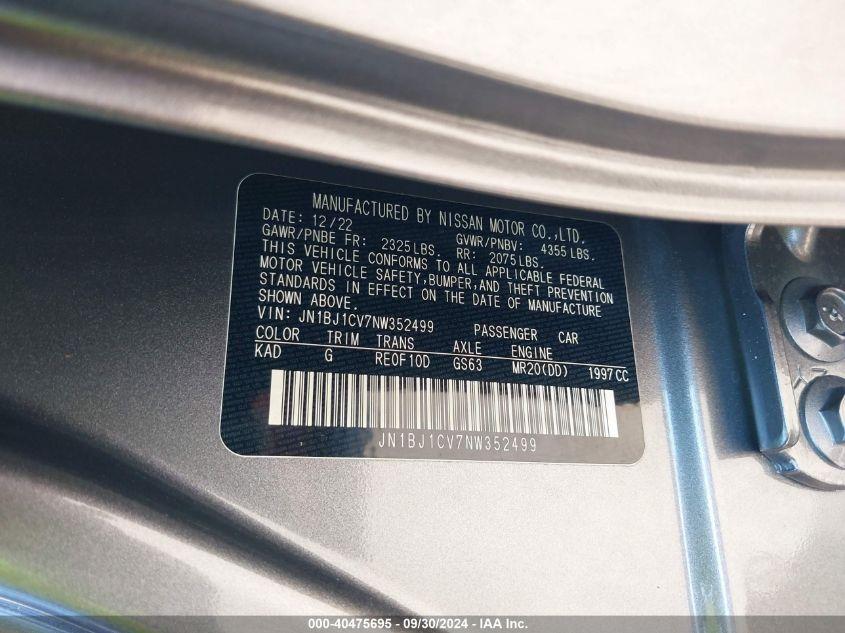 MANUFACTURED BY NISSAN MOTOR CO.,LTD.
DATE: 12/22 GVWR/PNBV: 4355 LBS.
GAWR/PNBE FR: 2325 LBS. RR: 2075 LBS.
THIS VEHICLE CONFORMS TO ALL APPLICABLE FEDERAL
MOTOR VEHICLE SAFETY,BUMPER,AND THEFT PREVENTION
STANDARDS IN EFFECT ON THE DATE OF MANUFACTURE
SHOWN ABOVE.
VIN: JN1BJ1CV7NW352499 PASSENGER CAR
COLOR TRIM TRANS AXLE ENGINE
KAD G RE0F10D GS63 MR20(DD) 1997 CC
JN1BJ1CV7NW352499
000-40475695 - 09/30/2024 - IAA Inc.